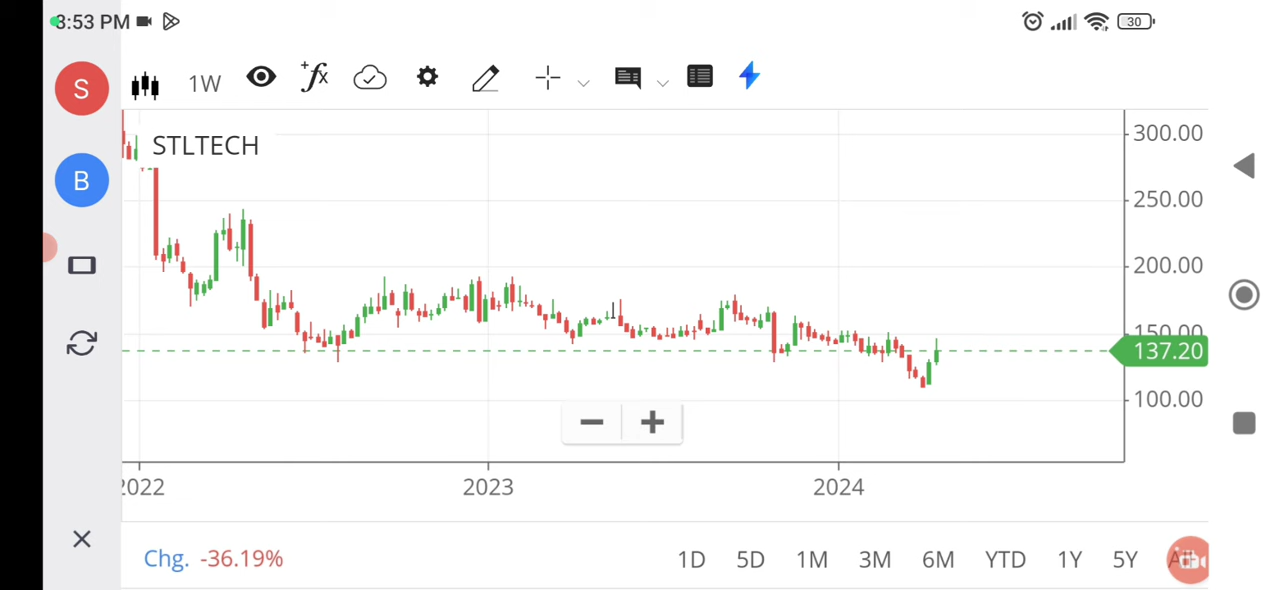 3:53 PM
30
S
1W
+fx
STLTECH
B
300.00
250.00
200.00
150.00
137.20
100.00
2022
2023
2024
Chg. -36.19%
1D 5D 1M 3M 6M YTD 1Y 5Y